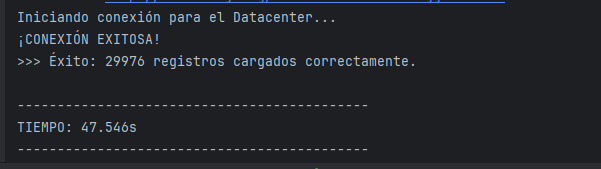 Iniciando conexión para el Datacenter...
¡CONEXIÓN EXITOSA!
>>> Éxito: 29976 registros cargados correctamente.
-------------------------------------------
TIEMPO: 47.546s
-------------------------------------------